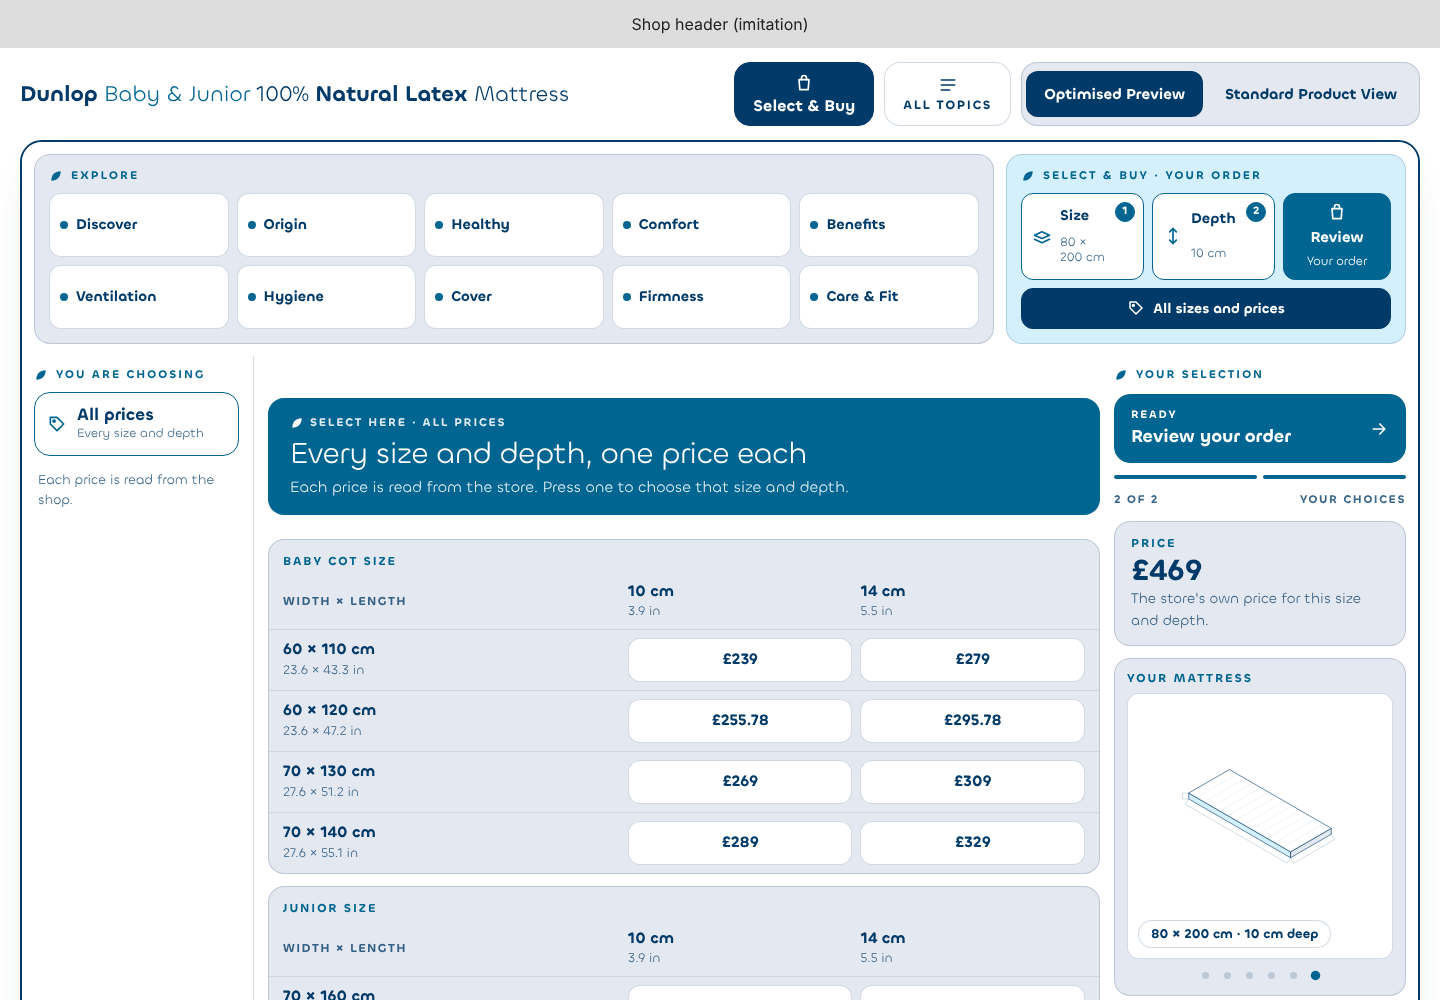 Shop header (imitation)
Dunlop Baby & Junior 100% Natural Latex Mattress
Select & Buy
ALL TOPICS
Optimised Preview
Standard Product View
EXPLORE
Discover
Origin
Healthy
Comfort
Benefits
Ventilation
Hygiene
Cover
Firmness
Care & Fit
SELECT & BUY · YOUR ORDER
Size
1
80 ×
200 cm
Depth
2
10 cm
Review
Your order
All sizes and prices
YOU ARE CHOOSING
All prices
Every size and depth
Each price is read from the
shop.
SELECT HERE · ALL PRICES
Every size and depth, one price each
Each price is read from the store. Press one to choose that size and depth.
BABY COT SIZE
WIDTH × LENGTH
10 cm
3.9 in
14 cm
5.5 in
60 × 110 cm
23.6 × 43.3 in
£239
£279
60 × 120 cm
23.6 × 47.2 in
£255.78
£295.78
70 × 130 cm
27.6 × 51.2 in
£269
£309
70 × 140 cm
27.6 × 55.1 in
£289
£329
JUNIOR SIZE
WIDTH × LENGTH
10 cm
3.9 in
14 cm
5.5 in
70 × 160 cm
YOUR SELECTION
READY
Review your order
2 OF 2
YOUR CHOICES
PRICE
£469
The store's own price for this size
and depth.
YOUR MATTRESS
80 × 200 cm · 10 cm deep